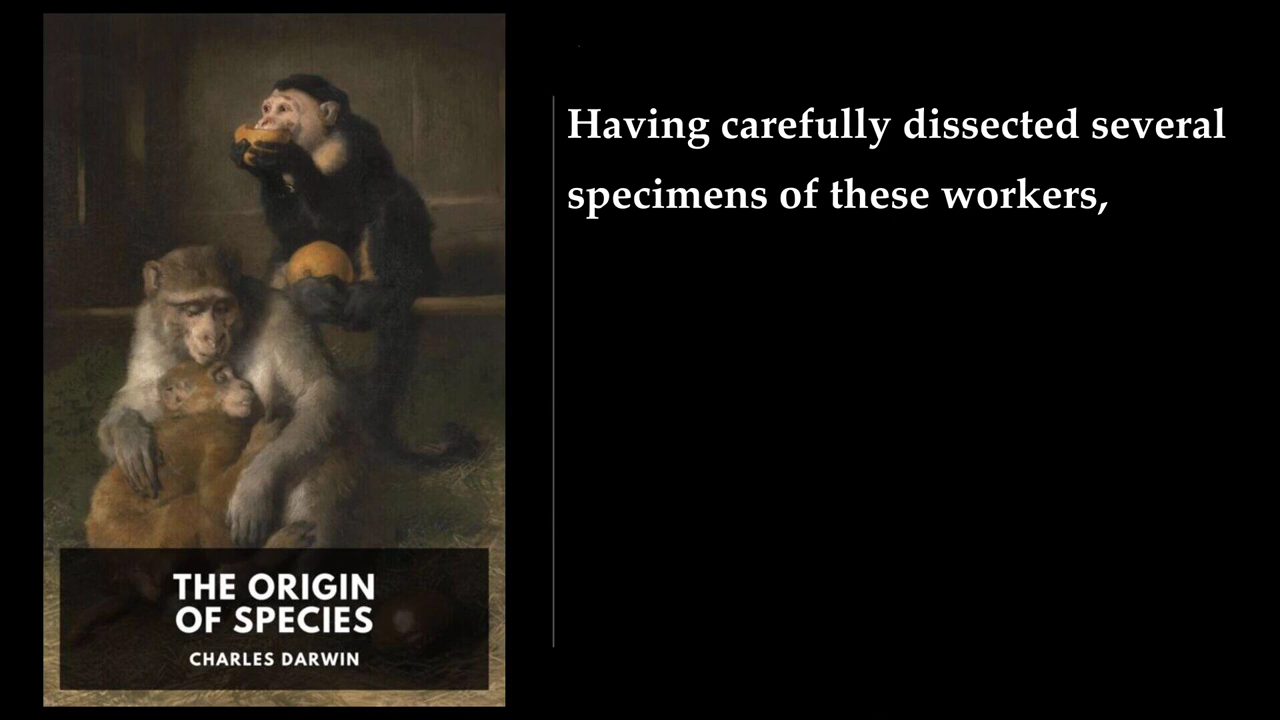 Having carefully dissected several
specimens of these workers,
THE ORIGIN
OF SPECIES
CHARLES DARWIN